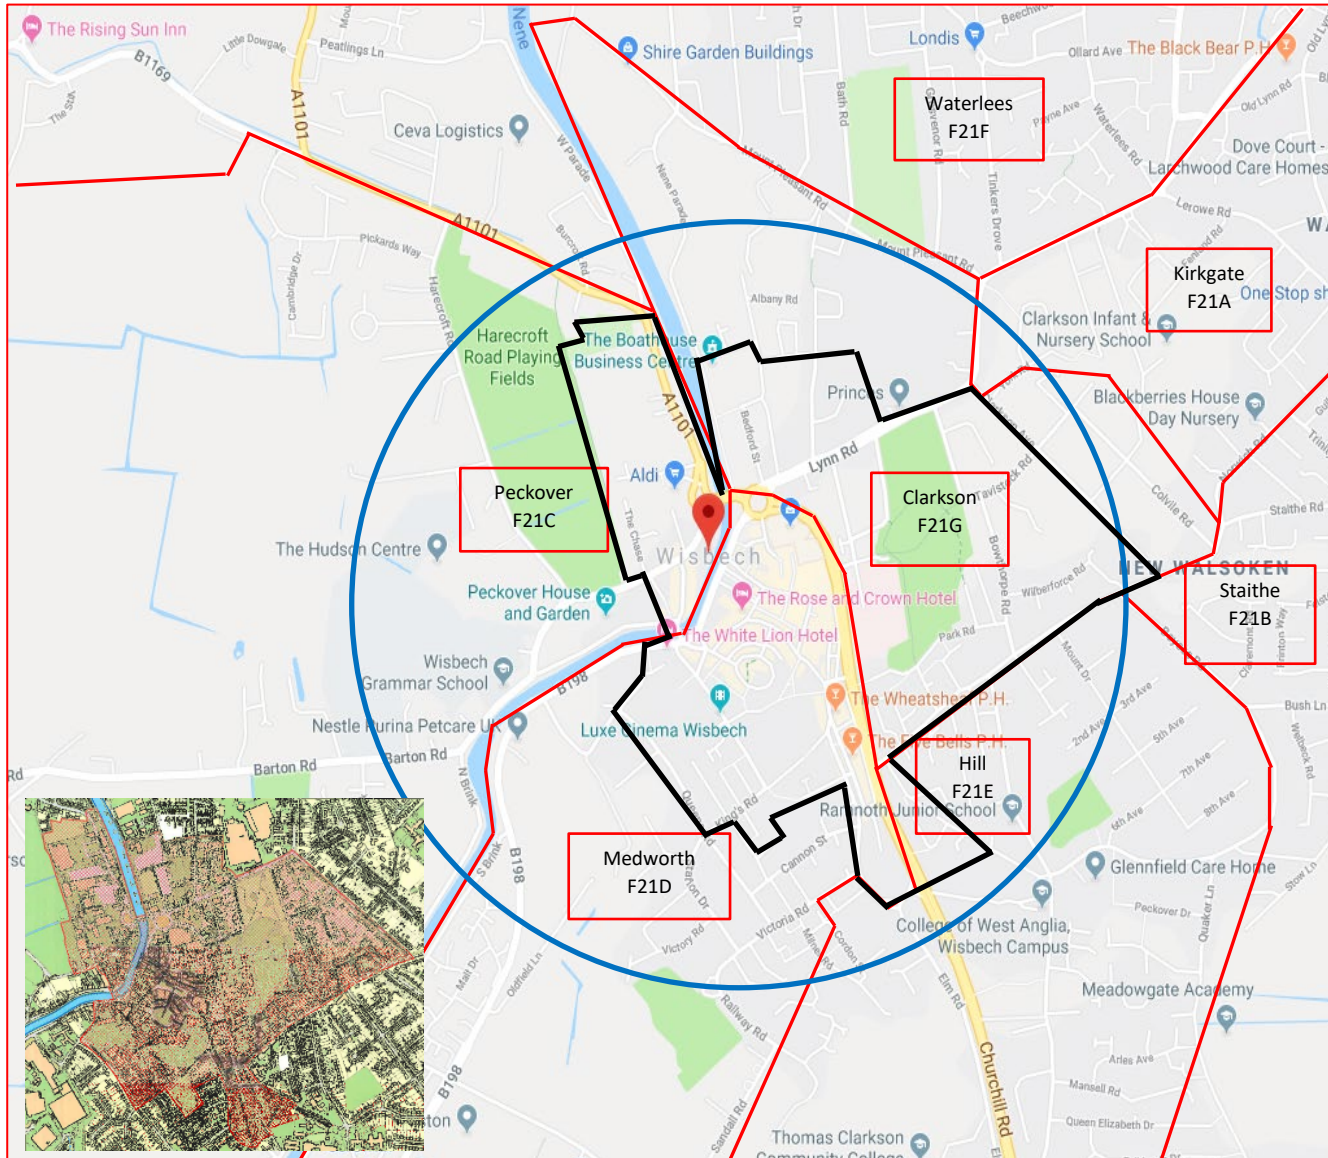 The Rising Sun Inn
B1169
Little Dowgate
Peatlings Ln
A1101
Nene
Shire Garden Buildings
Londis
Ollard Ave
The Black Bear P.H
Old Lynn Rd
Ceva Logistics
W Parade
Bath Rd
Waterlees
F21F
Payne Ave
Waterlees Rd
Dove Court -
Larchwood Care Homes
Mount Pleasant Rd
Nene Parade
Tinkers Drove
Lerowe Rd
A1101
Burcroft Rd
Pickards Way
Cambridge Dr
Harecroft Rd
Mount Pleasant Rd
Kirkgate
F21A
One Stop sh
Albany Rd
Clarkson Infant &
Nursery School
Harecroft
Road Playing
Fields
The Boathouse
Business Centre
Princes
Blackberries House
Day Nursery
A1101
Bedford St
Lynn Rd
Norwich Rd
Aldi
Peckover
F21C
Clarkson
F21G
Tavistock Rd
Colville Rd
Staithe Rd
The Chase
The Hudson Centre
Wisbech
Bowthorpe Rd
NEW WALSOKEN
Wilberforce Rd
Staithe
F21B
Peckover House
and Garden
The Rose and Crown Hotel
The White Lion Hotel
Park Rd
Wisbech
Grammar School
B198
Mount Dr
3rd Ave
2nd Ave
5th Ave
Bush Ln
Welbeck Rd
The Wheatsheaf P.H.
Nestle Purina Petcare UK
Luxe Cinema Wisbech
The Five Bells P.H.
Barton Rd
Barton Rd
N Brink
Hill
F21E
7th Ave
8th Ave
6th Ave
King's Rd
Ramnoth Junior School
Cannon St
S Brink
B198
Medworth
F21D
Glennfield Care Home
Stow Ln
Peckover Dr
Quaker Ln
Victoria Rd
Victory Rd
College of West Anglia,
Wisbech Campus
Oldfield Ln
Elm Rd
Meadowgate Academy
Railway Rd
Churchill Rd
Arles Ave
B198
Mansell Rd
Sandall Rd
Queen Elizabeth Dr
Thomas Clarkson
Community College